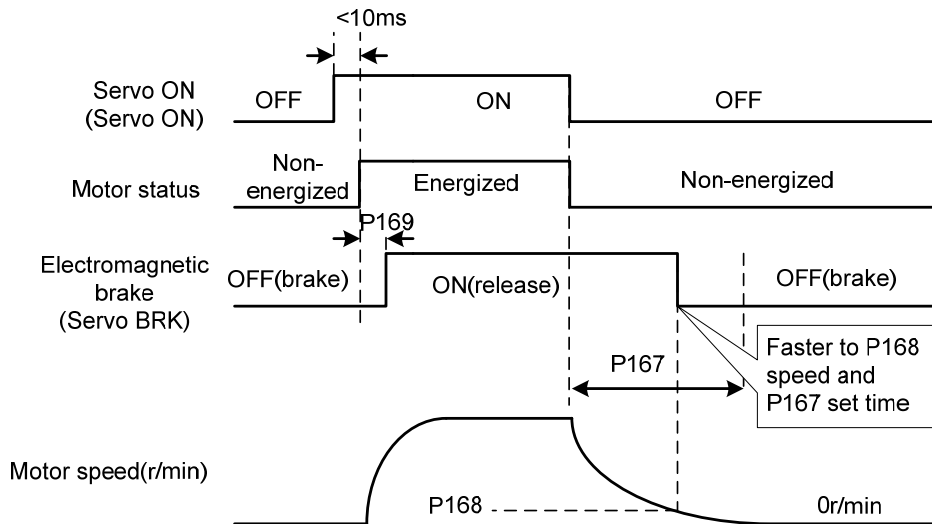 <10ms
Servo ON
(Servo ON)
OFF
ON
OFF
Motor status
Non-
energized
Energized
Non-energized
P169
Electromagnetic
brake
(Servo BRK)
OFF(brake)
ON(release)
OFF(brake)
P167
Faster to P168
speed and
P167 set time
Motor speed(r/min)
P168
0r/min